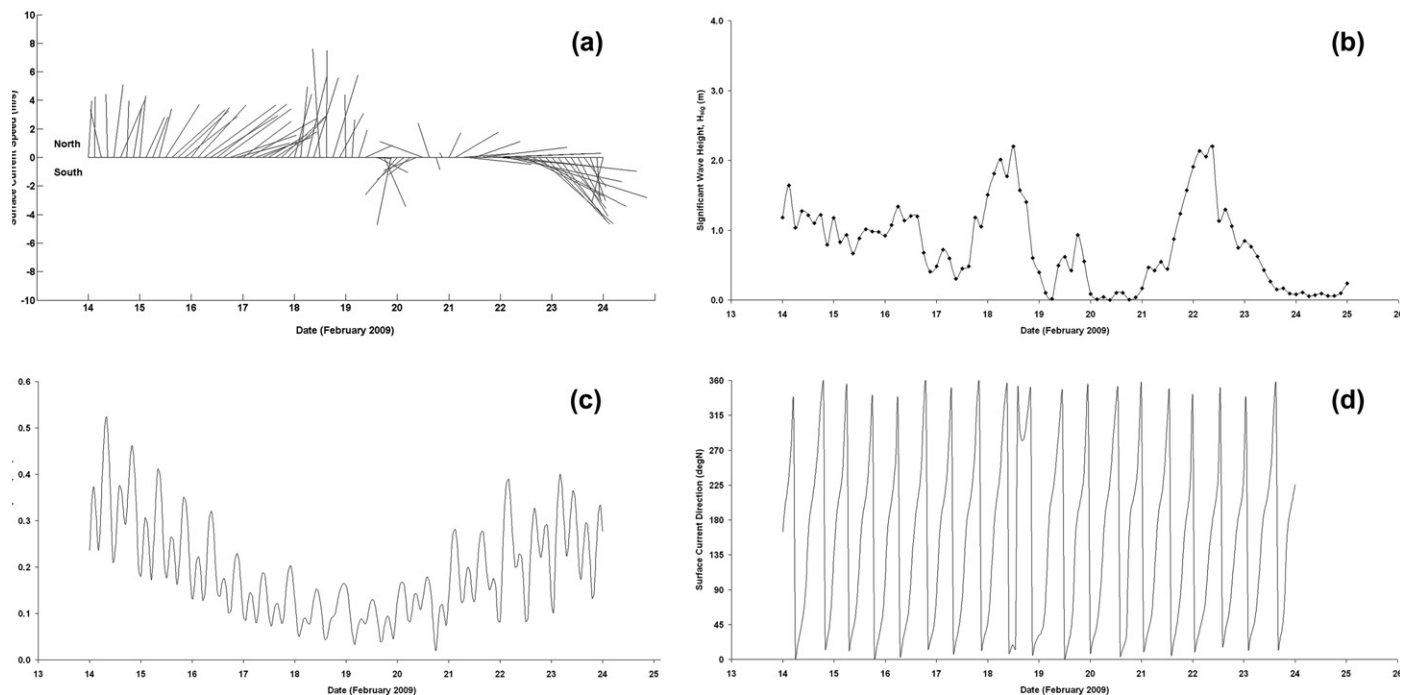 (a)
10
8
6
4
2
0
-2
-4
-6
-8
-10
North
South
Surface Current Speed (m/s)
13 14 15 16 17 18 19 20 21 22 23 24
Date (February 2009)
(b)
4.0
3.0
2.0
1.0
0.0
Significant Wave Height, Hsig (m)
13 14 15 16 17 18 19 20 21 22 23 24 25 26
Date (February 2009)
(c)
0.6
0.5
0.4
0.3
0.2
0.1
0.0
13 14 15 16 17 18 19 20 21 22 23 24 25
Date (February 2009)
(d)
360
315
270
225
180
135
90
45
0
Surface Current Direction (degN)
13 14 15 16 17 18 19 20 21 22 23 24 25 26
Date (February 2009)